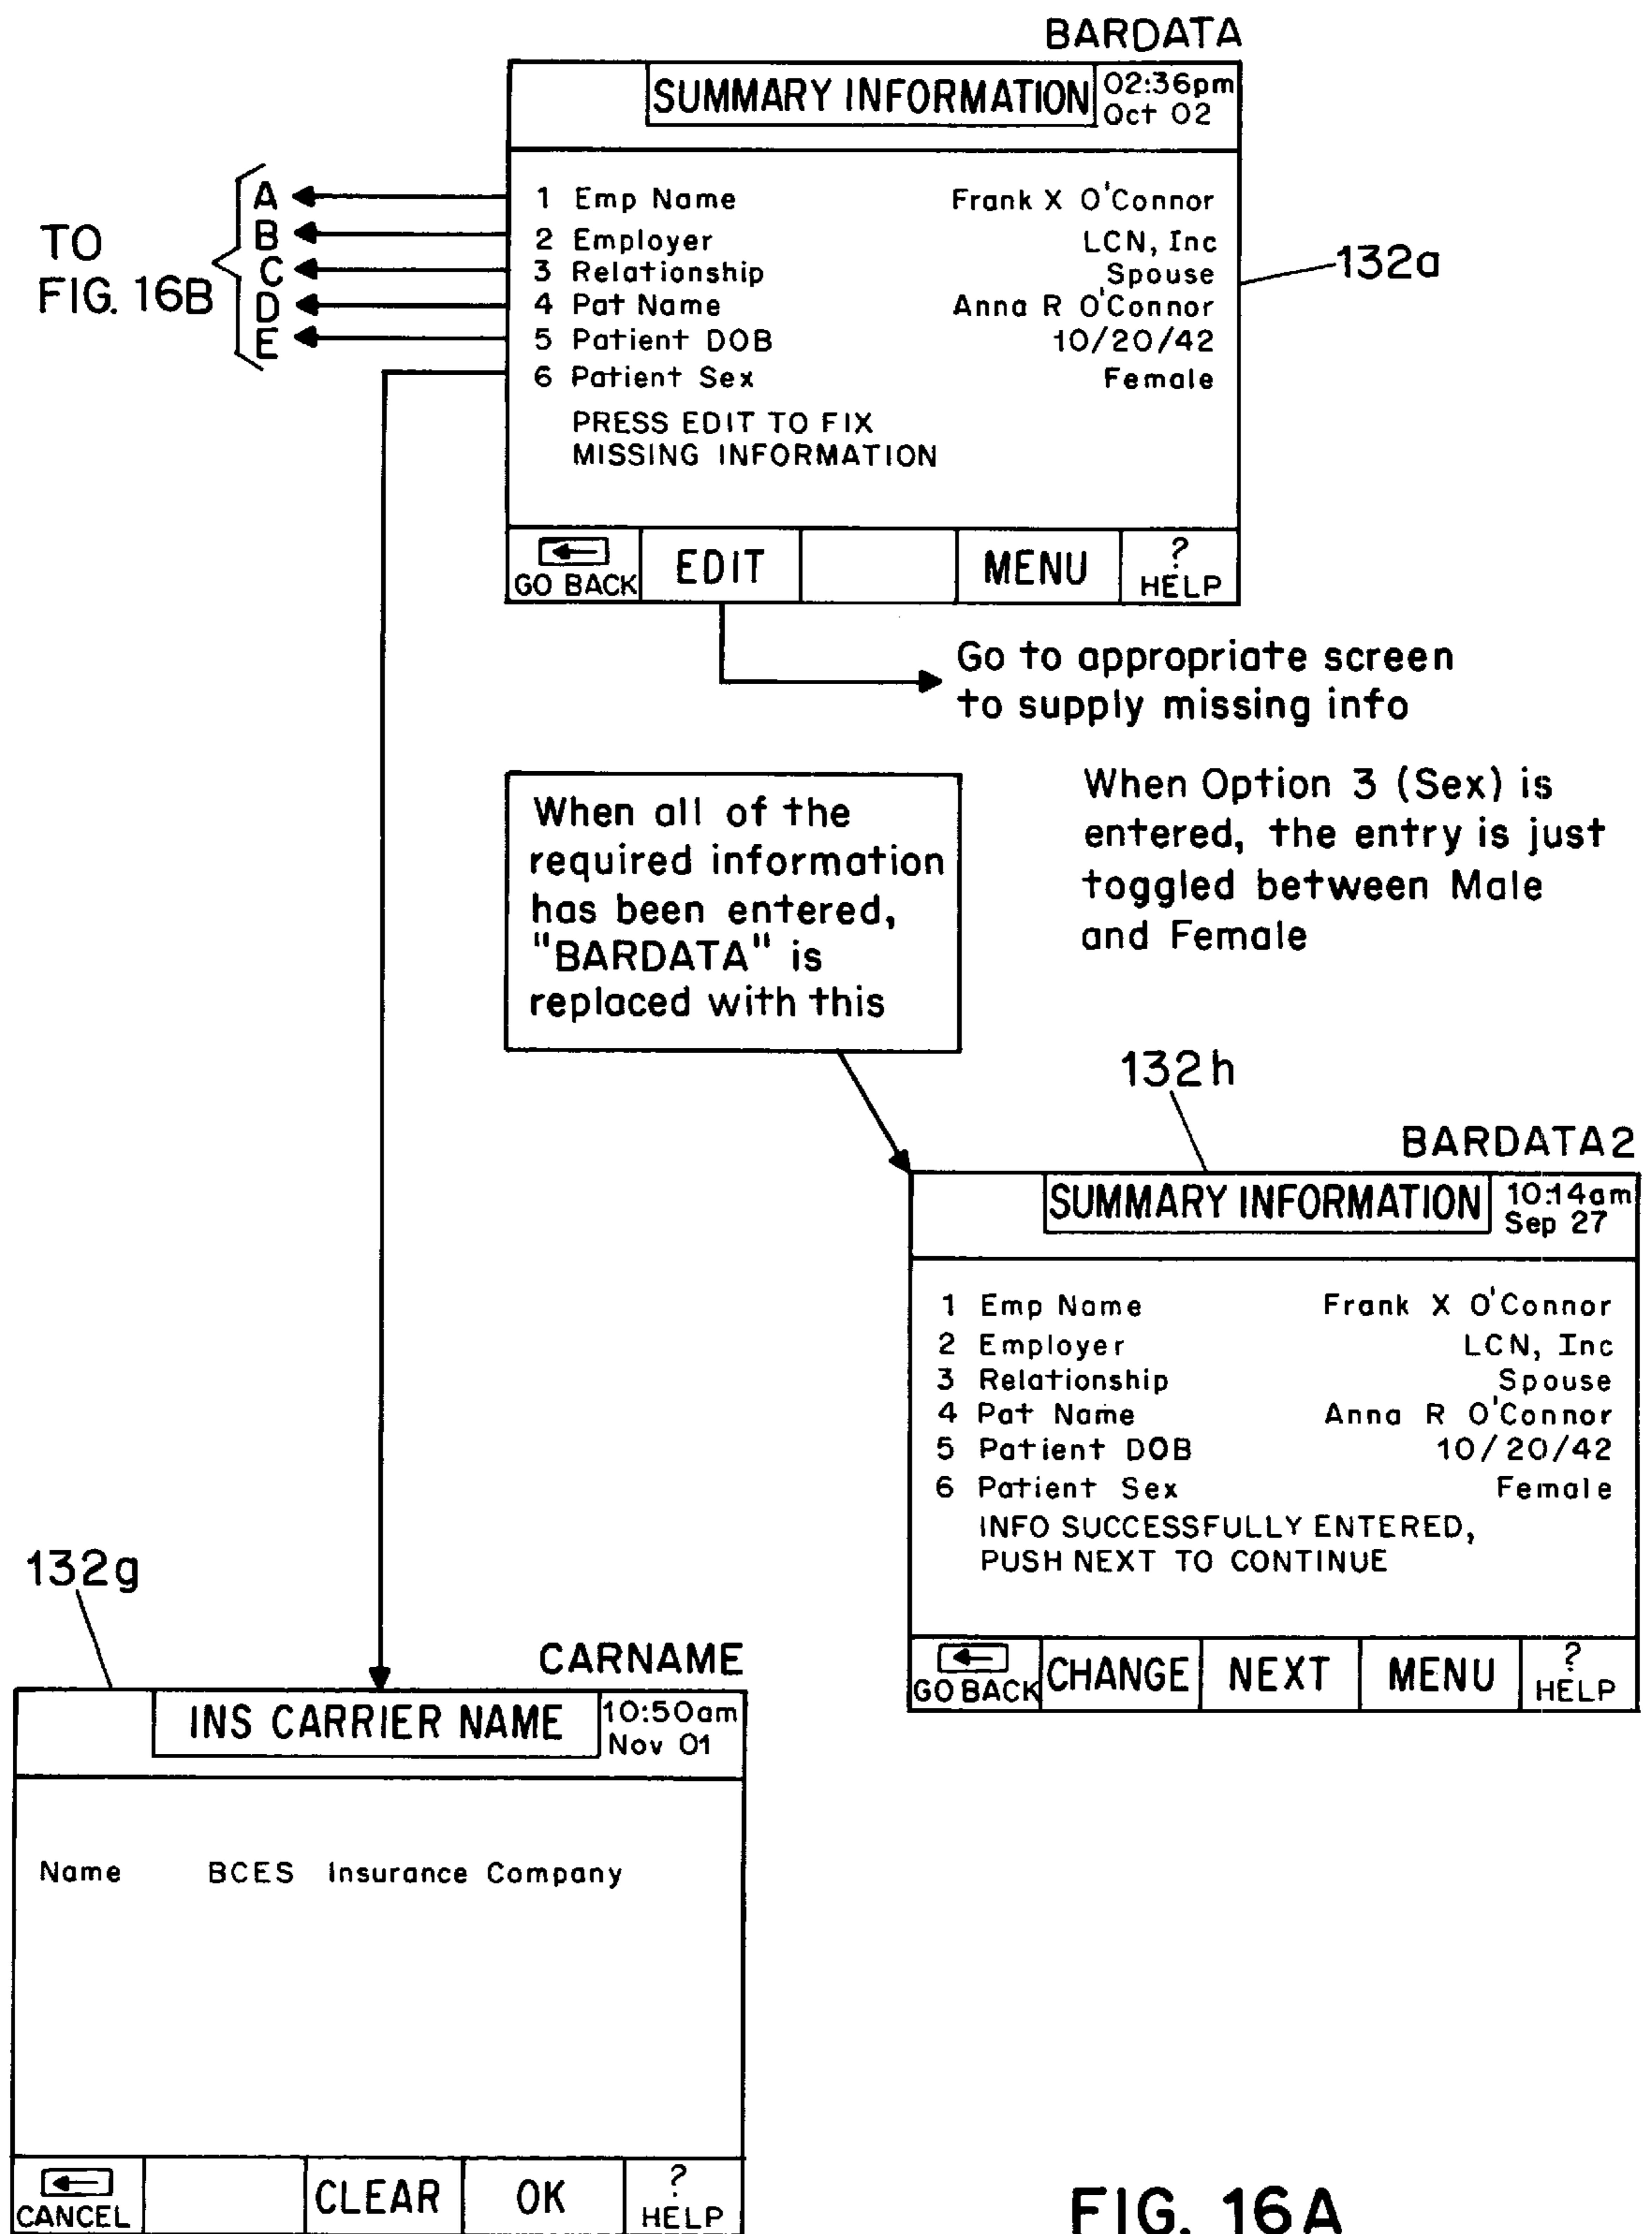 BARDATA
SUMMARY INFORMATION
02:36pm
Oct 02
TO
FIG. 16B
A
B
C
D
E
1 Emp Name Frank X O'Connor
2 Employer LCN, Inc
3 Relationship Spouse
4 Pat Name Anna R O'Connor
5 Patient DOB 10/20/42
6 Patient Sex Female
PRESS EDIT TO FIX
MISSING INFORMATION
132a
GO BACK EDIT MENU ? HELP
Go to appropriate screen
to supply missing info
When all of the
required information
has been entered,
"BARDATA" is
replaced with this
When Option 3 (Sex) is
entered, the entry is just
toggled between Male
and Female
132h
BARDATA2
SUMMARY INFORMATION
10:14am
Sep 27
1 Emp Name Frank X O'Connor
2 Employer LCN, Inc
3 Relationship Spouse
4 Pat Name Anna R O'Connor
5 Patient DOB 10/20/42
6 Patient Sex Female
INFO SUCCESSFULLY ENTERED,
PUSH NEXT TO CONTINUE
GO BACK CHANGE NEXT MENU ? HELP
132g
CARNAME
INS CARRIER NAME
10:50am
Nov 01
Name BCES Insurance Company
CANCEL CLEAR OK ? HELP
FIG. 16A